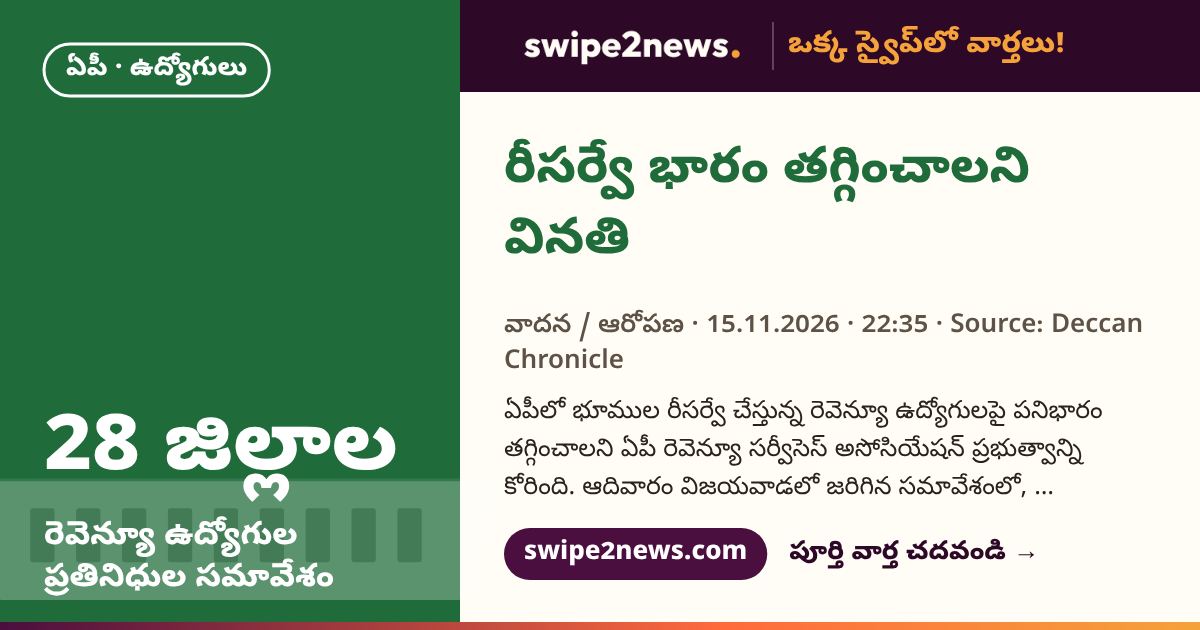 ఏపీ · ఉద్యోగులు
28 జిల్లాల
రెవెన్యూ ఉద్యోగుల
ప్రతినిధుల సమావేశం
swipe2news.
ఒక్క స్వైప్‌లో వార్తలు!
రీసర్వే భారం తగ్గించాలని
వినతి
వాదన / ఆరోపణ · 15.11.2026 · 22:35 · Source: Deccan
Chronicle
ఏపీలో భూముల రీసర్వే చేస్తున్న రెవెన్యూ ఉద్యోగులపై పనిభారం
తగ్గించాలని ఏపీ రెవెన్యూ సర్వీసెస్ అసోసియేషన్ ప్రభుత్వాన్ని
కోరింది. ఆదివారం విజయవాడలో జరిగిన సమావేశంలో, ...
swipe2news.com
పూర్తి వార్త చదవండి →